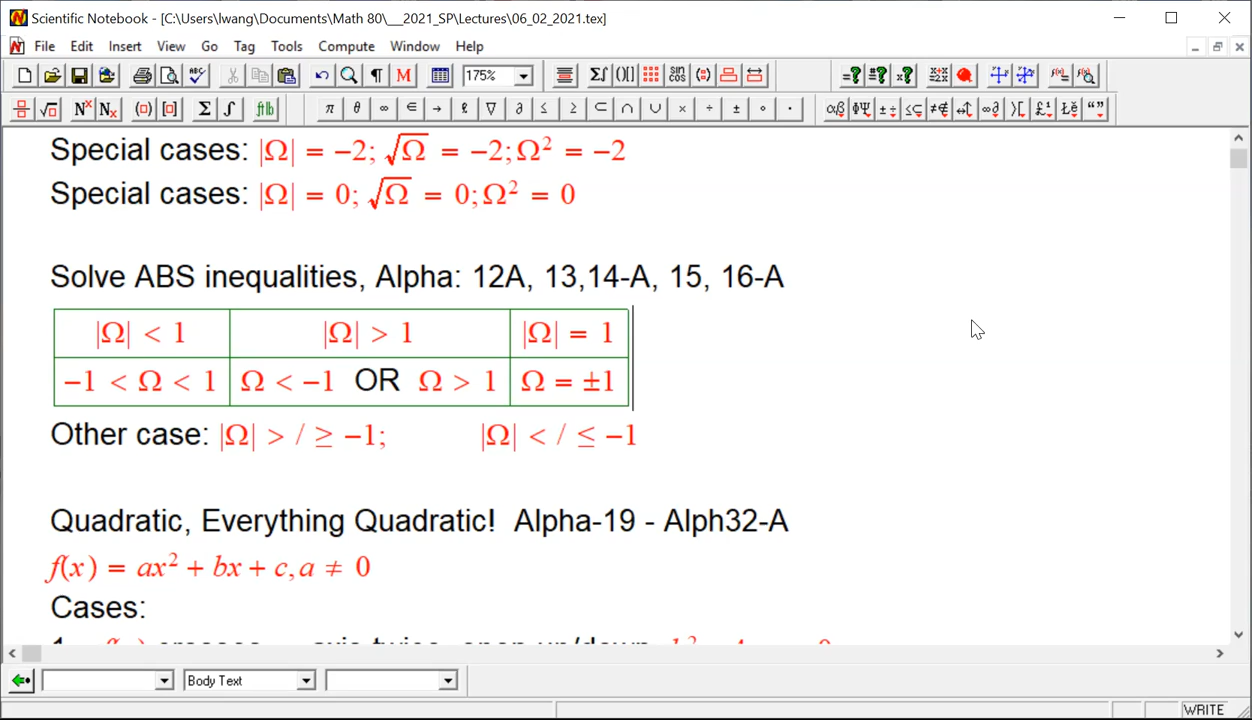 Scientific Notebook - [C:\Users\lwang\Documents\Math 80\__2021_SP\Lectures\06_02_2021.tex]
File Edit Insert View Go Tag Tools Compute Window Help
175%
Special cases: |Ω| = −2; √Ω = −2; Ω² = −2
Special cases: |Ω| = 0; √Ω = 0; Ω² = 0
Solve ABS inequalities, Alpha: 12A, 13,14-A, 15, 16-A
|Ω| < 1 |Ω| > 1 |Ω| = 1
−1 < Ω < 1 Ω < −1 OR Ω > 1 Ω = ±1
Other case: |Ω| > / ≥ −1; |Ω| < / ≤ −1
Quadratic, Everything Quadratic! Alpha-19 - Alph32-A
f(x) = ax² + bx + c, a ≠ 0
Cases:
Body Text
WRITE